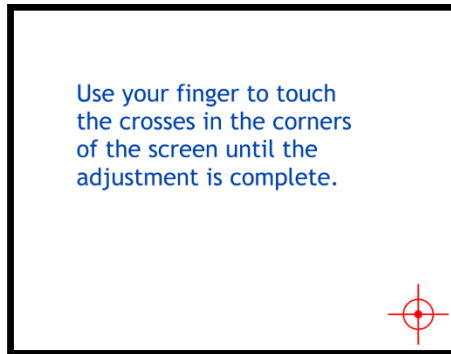 Use your finger to touch
the crosses in the corners
of the screen until the
adjustment is complete.